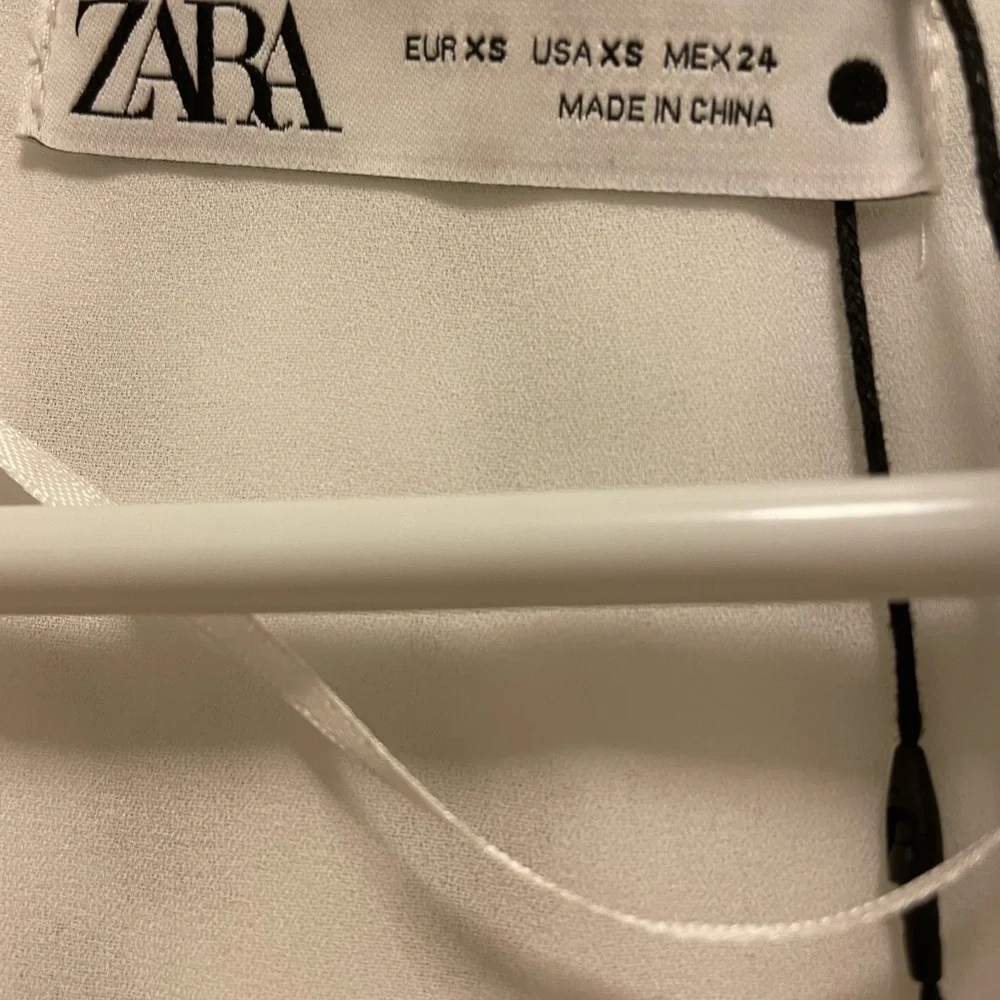 ZARA
EUR XS USA XS MEX 24
MADE IN CHINA